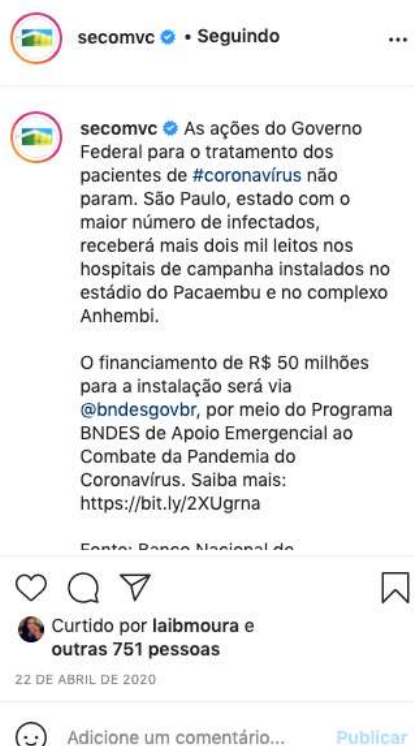 secomvc • Seguindo
secomvc As ações do Governo
Federal para o tratamento dos
pacientes de #coronavírus não
param. São Paulo, estado com o
maior número de infectados,
receberá mais dois mil leitos nos
hospitais de campanha instalados no
estádio do Pacaembu e no complexo
Anhembi.
O financiamento de R$ 50 milhões
para a instalação será via
@bndesgovbr, por meio do Programa
BNDES de Apoio Emergencial ao
Combate da Pandemia do
Coronavírus. Saiba mais:
https://bit.ly/2XUgrna
Fonte: Banco Nacional de
Curtido por laibmoura e
outras 751 pessoas
22 DE ABRIL DE 2020
Adicione um comentário... Publicar